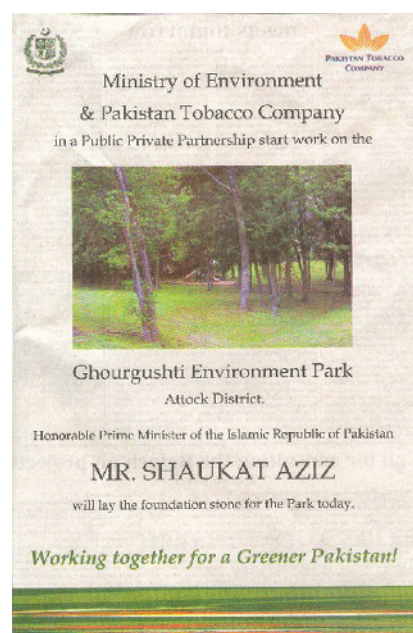 PAKISTAN TOBACCO
COMPANY
Ministry of Environment
& Pakistan Tobacco Company
in a Public Private Partnership start work on the
Ghourgushti Environment Park
Attock District.
Honorable Prime Minister of the Islamic Republic of Pakistan
MR. SHAUKAT AZIZ
will lay the foundation stone for the Park today.
Working together for a Greener Pakistan!